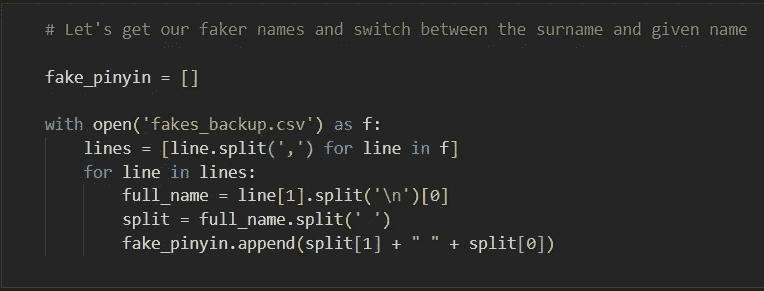 # Let's get our faker names and switch between the surname and given name
fake_pinyin = []
with open('fakes_backup.csv') as f:
    lines = [line.split(',') for line in f]
    for line in lines:
        full_name = line[1].split('\n')[0]
        split = full_name.split(' ')
        fake_pinyin.append(split[1] + " " + split[0])